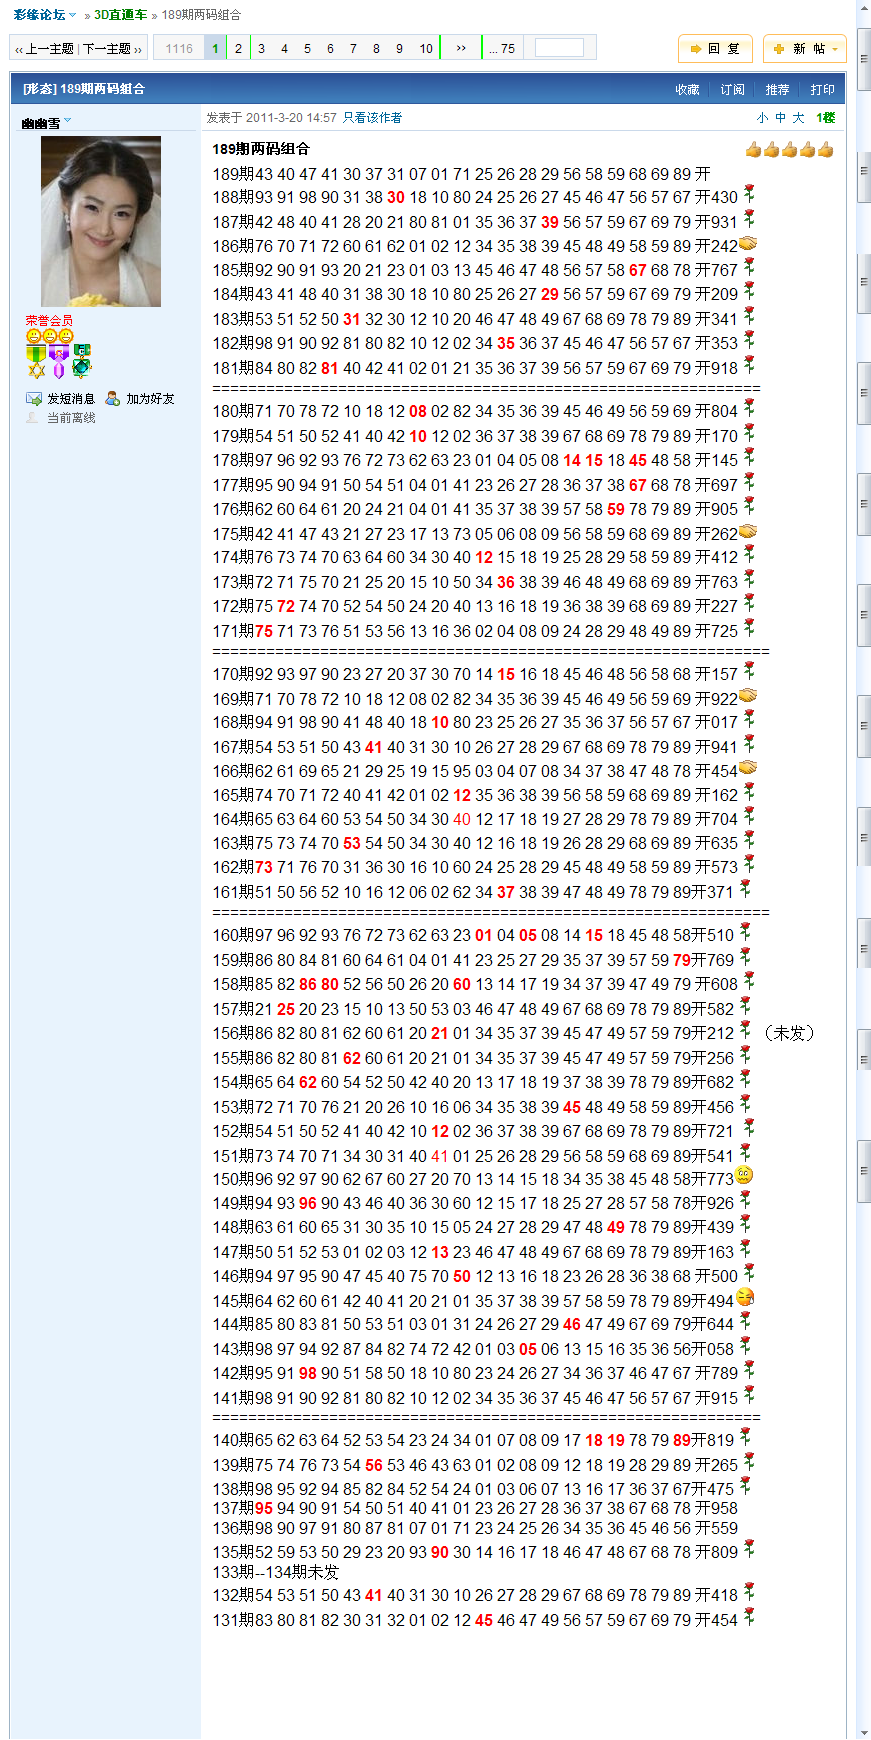 彩缘论坛 » 3D直通车 » 189期两码组合
‹‹ 上一主题 | 下一主题 ››
1116 1 2 3 4 5 6 7 8 9 10 ›› ... 75
回 复
新 帖
[形态] 189期两码组合
收藏 订阅 推荐 打印
幽幽雪
荣誉会员
发短消息 加为好友
当前离线
发表于 2011-3-20 14:57 只看该作者
小 中 大 1楼
189期两码组合
189期43 40 47 41 30 37 31 07 01 71 25 26 28 29 56 58 59 68 69 89 开
188期93 91 98 90 31 38 30 18 10 80 24 25 26 27 45 46 47 56 57 67 开430
187期42 48 40 41 28 20 21 80 81 01 35 36 37 39 56 57 59 67 69 79 开931
186期76 70 71 72 60 61 62 01 02 12 34 35 38 39 45 48 49 58 59 89 开242
185期92 90 91 93 20 21 23 01 03 13 45 46 47 48 56 57 58 67 68 78 开767
184期43 41 48 40 31 38 30 18 10 80 25 26 27 29 56 57 59 67 69 79 开209
183期53 51 52 50 31 32 30 12 10 20 46 47 48 49 67 68 69 78 79 89 开341
182期98 91 90 92 81 80 82 10 12 02 34 35 36 37 45 46 47 56 57 67 开353
181期84 80 82 81 40 42 41 02 01 21 35 36 37 39 56 57 59 67 69 79 开918
=============================================================
180期71 70 78 72 10 18 12 08 02 82 34 35 36 39 45 46 49 56 59 69 开804
179期54 51 50 52 41 40 42 10 12 02 36 37 38 39 67 68 69 78 79 89 开170
178期97 96 92 93 76 72 73 62 63 23 01 04 05 08 14 15 18 45 48 58 开145
177期95 90 94 91 50 54 51 04 01 41 23 26 27 28 36 37 38 67 68 78 开697
176期62 60 64 61 20 24 21 04 01 41 35 37 38 39 57 58 59 78 79 89 开905
175期42 41 47 43 21 27 23 17 13 73 05 06 08 09 56 58 59 68 69 89 开262
174期76 73 74 70 63 64 60 34 30 40 12 15 18 19 25 28 29 58 59 89 开412
173期72 71 75 70 21 25 20 15 10 50 34 36 38 39 46 48 49 68 69 89 开763
172期75 72 74 70 52 54 50 24 20 40 13 16 18 19 36 38 39 68 69 89 开227
171期75 71 73 76 51 53 56 13 16 36 02 04 08 09 24 28 29 48 49 89 开725
==============================================================
170期92 93 97 90 23 27 20 37 30 70 14 15 16 18 45 46 48 56 58 68 开157
169期71 70 78 72 10 18 12 08 02 82 34 35 36 39 45 46 49 56 59 69 开922
168期94 91 98 90 41 48 40 18 10 80 23 25 26 27 35 36 37 56 57 67 开017
167期54 53 51 50 43 41 40 31 30 10 26 27 28 29 67 68 69 78 79 89 开941
166期62 61 69 65 21 29 25 19 15 95 03 04 07 08 34 37 38 47 48 78 开454
165期74 70 71 72 40 41 42 01 02 12 35 36 38 39 56 58 59 68 69 89 开162
164期65 63 64 60 53 54 50 34 30 40 12 17 18 19 27 28 29 78 79 89 开704
163期75 73 74 70 53 54 50 34 30 40 12 16 18 19 26 28 29 68 69 89 开635
162期73 71 76 70 31 36 30 16 10 60 24 25 28 29 45 48 49 58 59 89 开573
161期51 50 56 52 10 16 12 06 02 62 34 37 38 39 47 48 49 78 79 89开371
==============================================================
160期97 96 92 93 76 72 73 62 63 23 01 04 05 08 14 15 18 45 48 58开510
159期86 80 84 81 60 64 61 04 01 41 23 25 27 29 35 37 39 57 59 79开769
158期85 82 86 80 52 56 50 26 20 60 13 14 17 19 34 37 39 47 49 79 开608
157期21 25 20 23 15 10 13 50 53 03 46 47 48 49 67 68 69 78 79 89开582
156期86 82 80 81 62 60 61 20 21 01 34 35 37 39 45 47 49 57 59 79开212 （未发）
155期86 82 80 81 62 60 61 20 21 01 34 35 37 39 45 47 49 57 59 79开256
154期65 64 62 60 54 52 50 42 40 20 13 17 18 19 37 38 39 78 79 89开682
153期72 71 70 76 21 20 26 10 16 06 34 35 38 39 45 48 49 58 59 89开456
152期54 51 50 52 41 40 42 10 12 02 36 37 38 39 67 68 69 78 79 89 开721
151期73 74 70 71 34 30 31 40 41 01 25 26 28 29 56 58 59 68 69 89开541
150期96 92 97 90 62 67 60 27 20 70 13 14 15 18 34 35 38 45 48 58开773
149期94 93 96 90 43 46 40 36 30 60 12 15 17 18 25 27 28 57 58 78开926
148期63 61 60 65 31 30 35 10 15 05 24 27 28 29 47 48 49 78 79 89开439
147期50 51 52 53 01 02 03 12 13 23 46 47 48 49 67 68 69 78 79 89开163
146期94 97 95 90 47 45 40 75 70 50 12 13 16 18 23 26 28 36 38 68 开500
145期64 62 60 61 42 40 41 20 21 01 35 37 38 39 57 58 59 78 79 89开494
144期85 80 83 81 50 53 51 03 01 31 24 26 27 29 46 47 49 67 69 79开644
143期98 97 94 92 87 84 82 74 72 42 01 03 05 06 13 15 16 35 36 56开058
142期95 91 98 90 51 58 50 18 10 80 23 24 26 27 34 36 37 46 47 67 开789
141期98 91 90 92 81 80 82 10 12 02 34 35 36 37 45 46 47 56 57 67 开915
=============================================================
140期65 62 63 64 52 53 54 23 24 34 01 07 08 09 17 18 19 78 79 89开819
139期75 74 76 73 54 56 53 46 43 63 01 02 08 09 12 18 19 28 29 89 开265
138期98 95 92 94 85 82 84 52 54 24 01 03 06 07 13 16 17 36 37 67开475
137期95 94 90 91 54 50 51 40 41 01 23 26 27 28 36 37 38 67 68 78 开958
136期98 90 97 91 80 87 81 07 01 71 23 24 25 26 34 35 36 45 46 56 开559
135期52 59 53 50 29 23 20 93 90 30 14 16 17 18 46 47 48 67 68 78 开809
133期--134期未发
132期54 53 51 50 43 41 40 31 30 10 26 27 28 29 67 68 69 78 79 89 开418
131期83 80 81 82 30 31 32 01 02 12 45 46 47 49 56 57 59 67 69 79 开454